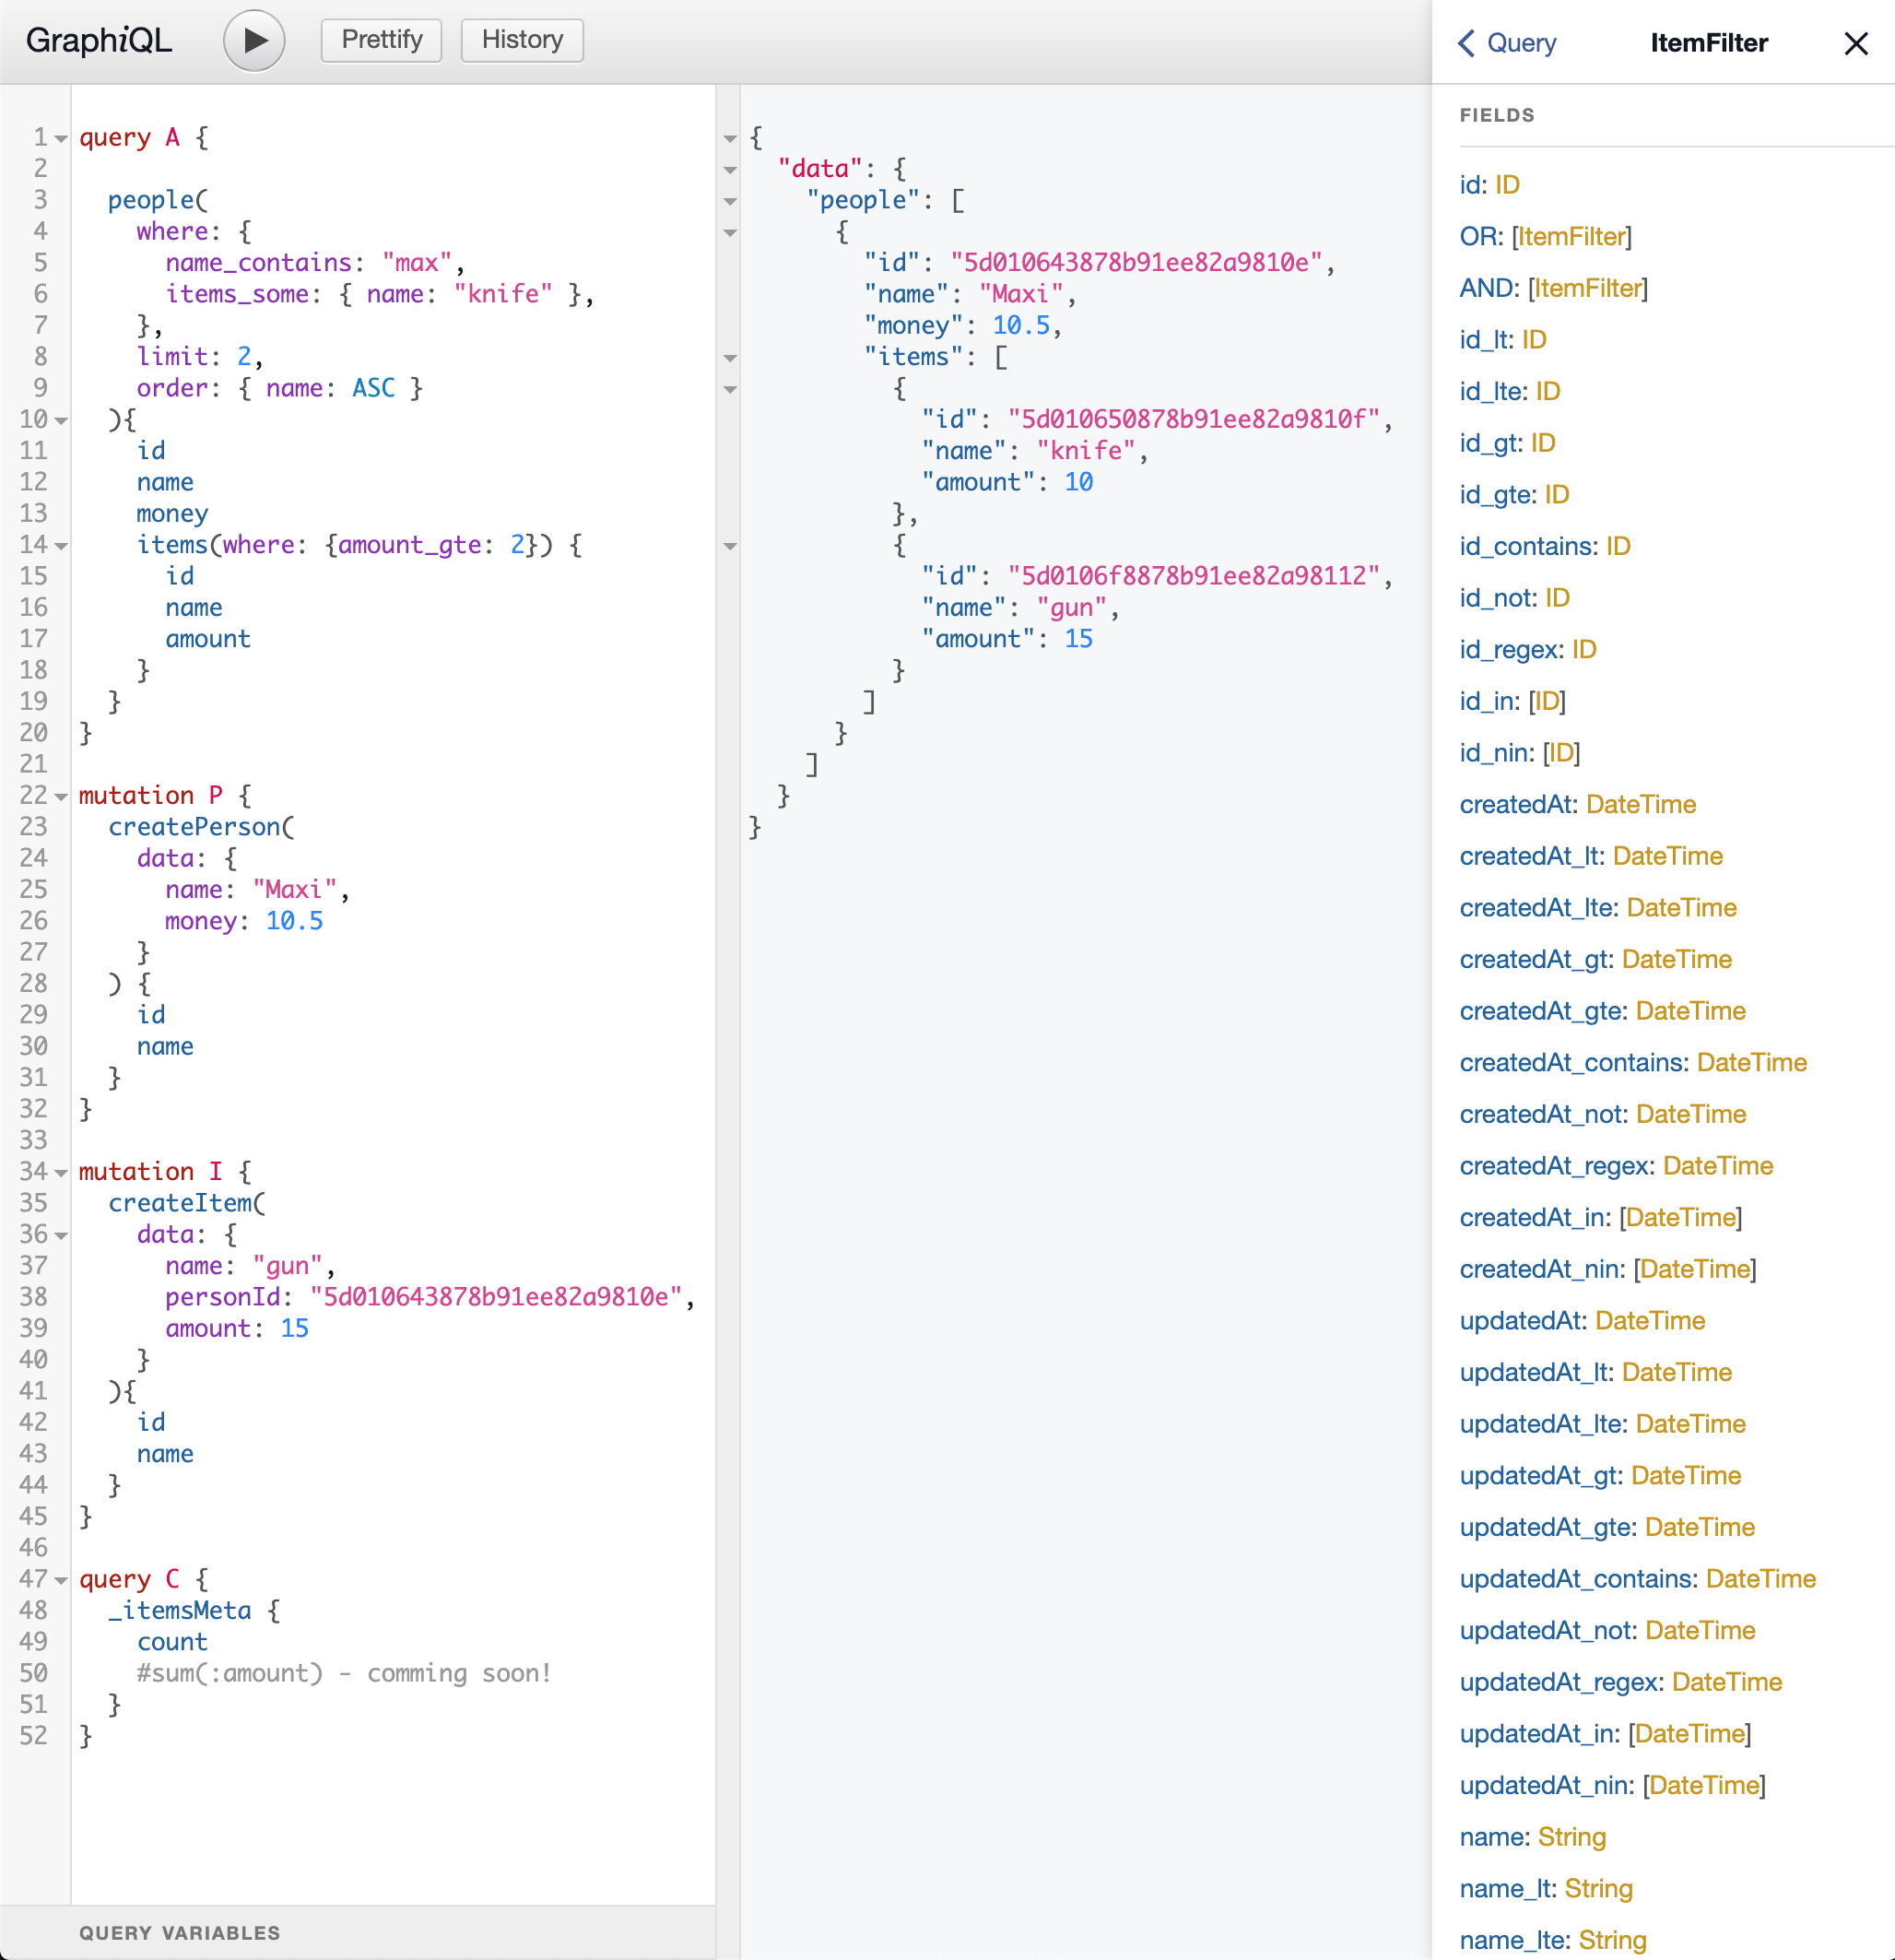 GraphiQL
Prettify
History
1 query A {
2
3   people(
4     where: {
5       name_contains: "max",
6       items_some: { name: "knife" },
7     },
8     limit: 2,
9     order: { name: ASC }
10   ){
11     id
12     name
13     money
14     items(where: {amount_gte: 2}) {
15       id
16       name
17       amount
18     }
19   }
20 }
21
22 mutation P {
23   createPerson(
24     data: {
25       name: "Maxi",
26       money: 10.5
27     }
28   ) {
29     id
30     name
31   }
32 }
33
34 mutation I {
35   createItem(
36     data: {
37       name: "gun",
38       personId: "5d010643878b91ee82a9810e",
39       amount: 15
40     }
41   ){
42     id
43     name
44   }
45 }
46
47 query C {
48   _itemsMeta {
49     count
50     #sum(:amount) - comming soon!
51   }
52 }
QUERY VARIABLES
{
  "data": {
    "people": [
      {
        "id": "5d010643878b91ee82a9810e",
        "name": "Maxi",
        "money": 10.5,
        "items": [
          {
            "id": "5d010650878b91ee82a9810f",
            "name": "knife",
            "amount": 10
          },
          {
            "id": "5d0106f8878b91ee82a98112",
            "name": "gun",
            "amount": 15
          }
        ]
      }
    ]
  }
}
Query
ItemFilter
FIELDS
id: ID
OR: [ItemFilter]
AND: [ItemFilter]
id_lt: ID
id_lte: ID
id_gt: ID
id_gte: ID
id_contains: ID
id_not: ID
id_regex: ID
id_in: [ID]
id_nin: [ID]
createdAt: DateTime
createdAt_lt: DateTime
createdAt_lte: DateTime
createdAt_gt: DateTime
createdAt_gte: DateTime
createdAt_contains: DateTime
createdAt_not: DateTime
createdAt_regex: DateTime
createdAt_in: [DateTime]
createdAt_nin: [DateTime]
updatedAt: DateTime
updatedAt_lt: DateTime
updatedAt_lte: DateTime
updatedAt_gt: DateTime
updatedAt_gte: DateTime
updatedAt_contains: DateTime
updatedAt_not: DateTime
updatedAt_regex: DateTime
updatedAt_in: [DateTime]
updatedAt_nin: [DateTime]
name: String
name_lt: String
name_lte: String